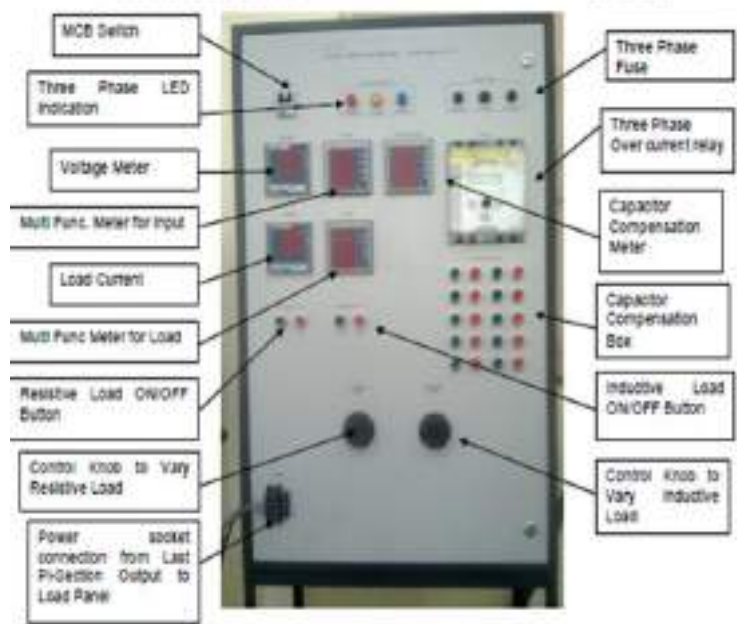 MCB Switch
Three Phase LED
Indication
Voltage Meter
Multi Func. Meter for Input
Load Current
Multi Func Meter for Load
Resistive Load ON/OFF
Button
Control Knob to Vary
Resistive Load
Power socket
connection from Last
Pi-Section Output to
Load Panel
Three Phase
Fuse
Three Phase
Over current relay
Capacitor
Compensation
Meter
Capacitor
Compensation
Box
Inductive Load
ON/OFF Button
Control Knob to
Vary Inductive
Load